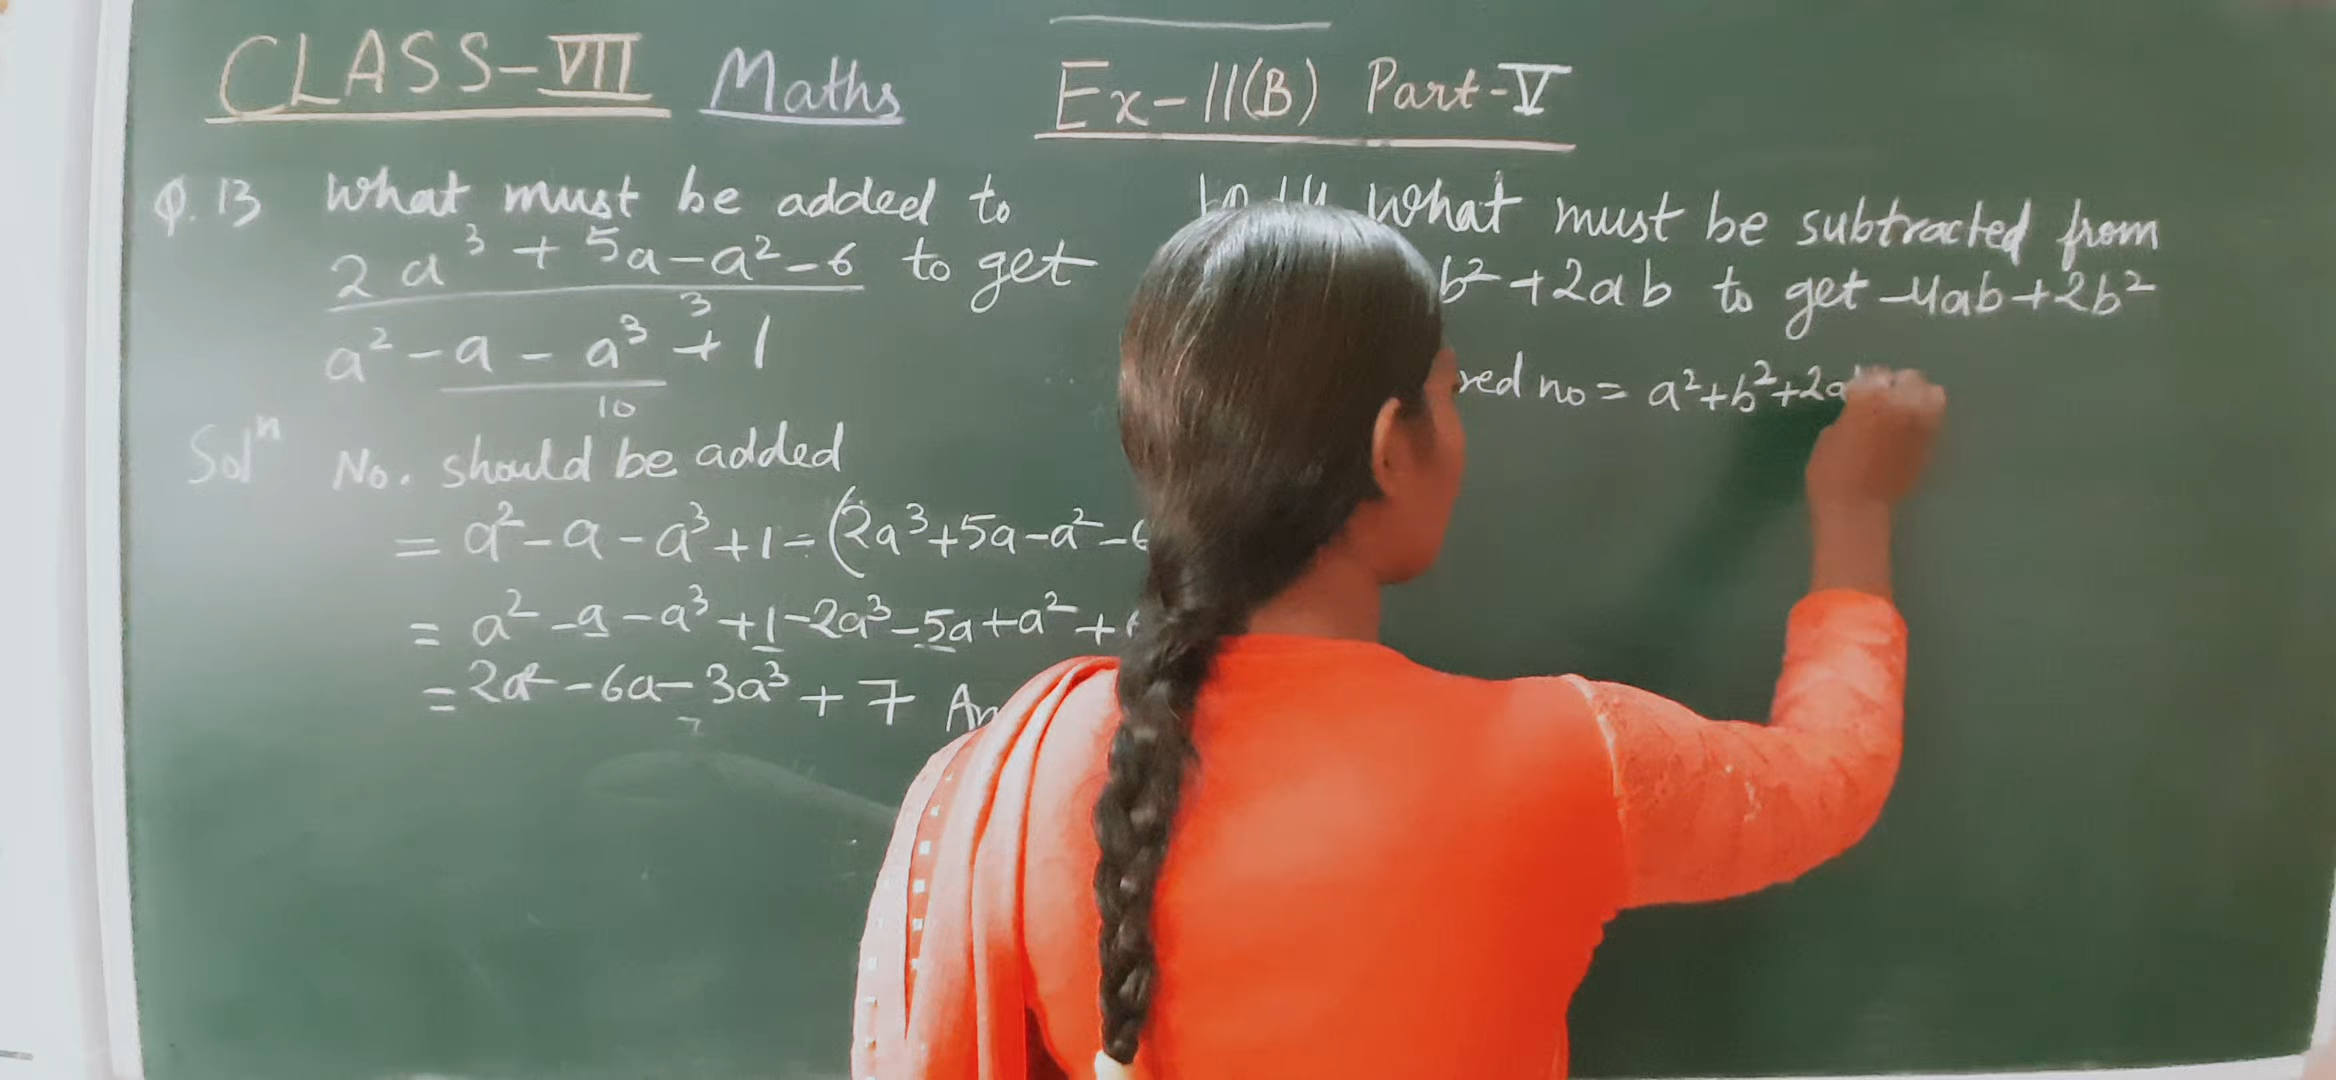 CLASS-VII Maths Ex-11(B) Part-V
Q.13 What must be added to
2a³ + 5a - a² - 6 to get
a² - a - a³ + 1
3
10
Solⁿ No. should be added
= a² - a - a³ + 1 - (2a³ + 5a - a² - 6
= a² - a - a³ + 1 - 2a³ - 5a + a² +
= 2a² - 6a - 3a³ + 7
7
What must be subtracted from
b² + 2ab to get -4ab + 2b²
red no = a² + b² + 2a